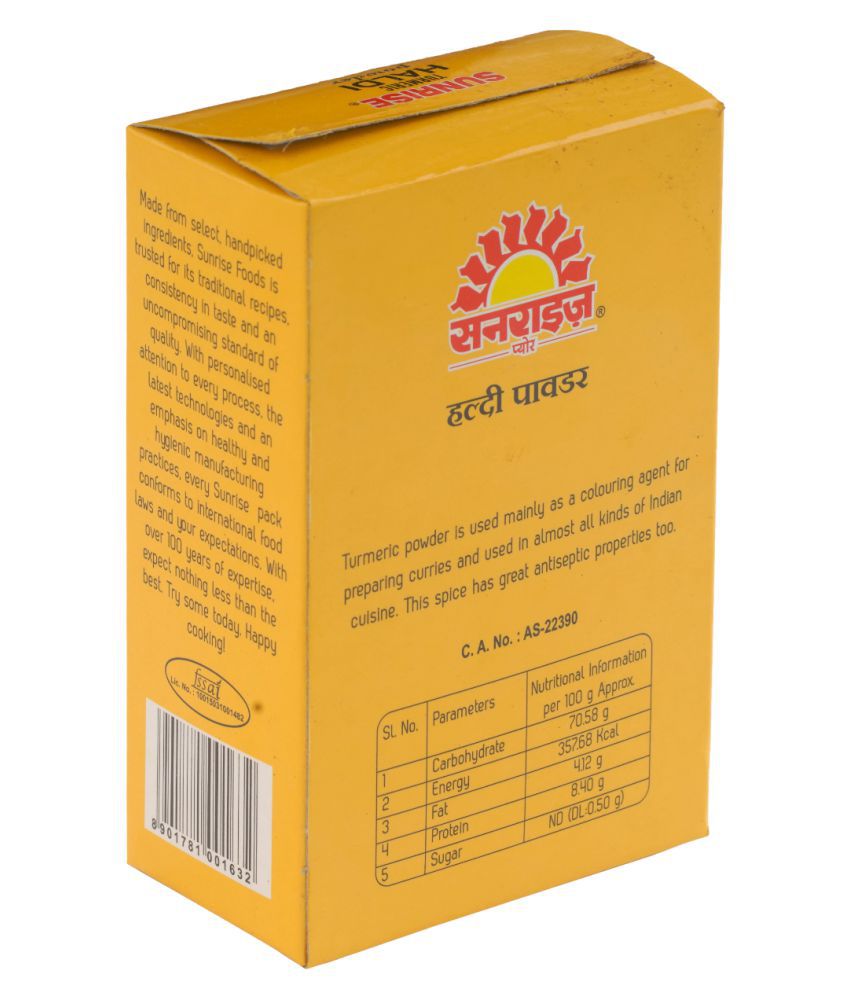 SUNRISE®
TURMERIC
HALDI
powder
Made from select, handpicked
ingredients, Sunrise Foods is
trusted for its traditional recipes,
consistency in taste and an
uncompromising standard of
quality. With personalised
attention to every process, the
latest technologies and an
emphasis on healthy and
hygienic manufacturing
practices, every Sunrise pack
conforms to international food
laws and your expectations. With
over 100 years of expertise,
expect nothing less than the
best. Try some today. Happy
cooking!
fssai
Lic. No. : 10015031001482
8 901781 001632
सनराइज़®
प्योर
हल्दी पावडर
Turmeric powder is used mainly as a colouring agent for
preparing curries and used in almost all kinds of Indian
cuisine. This spice has great antiseptic properties too.
C. A. No. : AS-22390
Sl. No. Parameters Nutritional Information
per 100 g Approx.
1 Carbohydrate 70.58 g
2 Energy 357.68 Kcal
3 Fat 4.12 g
4 Protein 8.40 g
5 Sugar ND (DL:0.50 g)